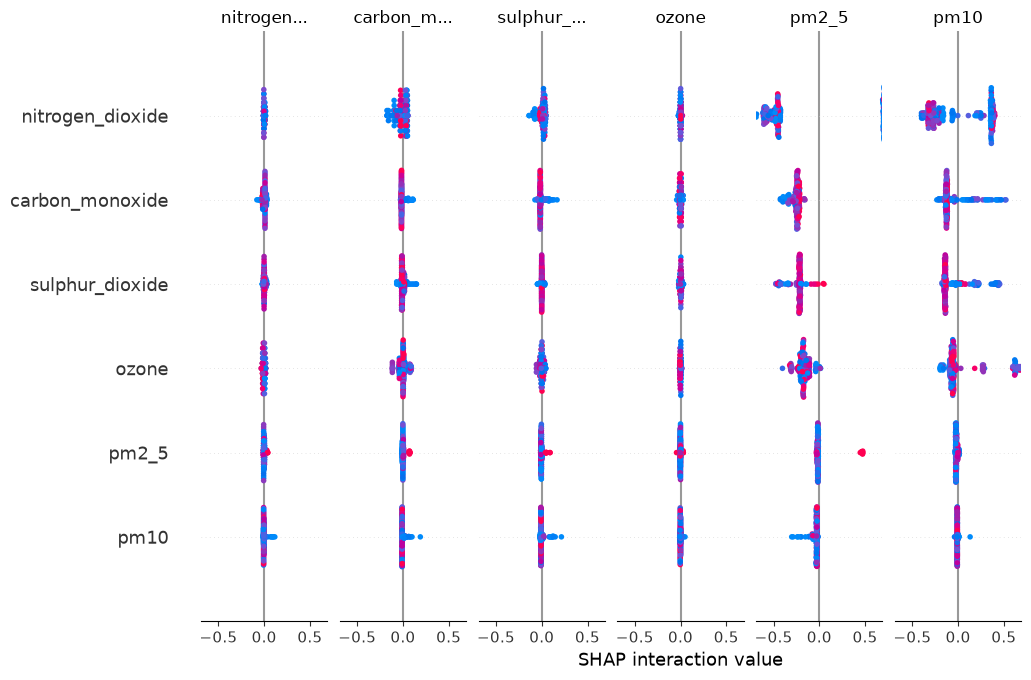 nitrogen... carbon_m... sulphur_... ozone pm2_5 pm10
nitrogen_dioxide
carbon_monoxide
sulphur_dioxide
ozone
pm2_5
pm10
−0.5 0.0 0.5 −0.5 0.0 0.5 −0.5 0.0 0.5 −0.5 0.0 0.5 −0.5 0.0 0.5 −0.5 0.0 0.5
SHAP interaction value